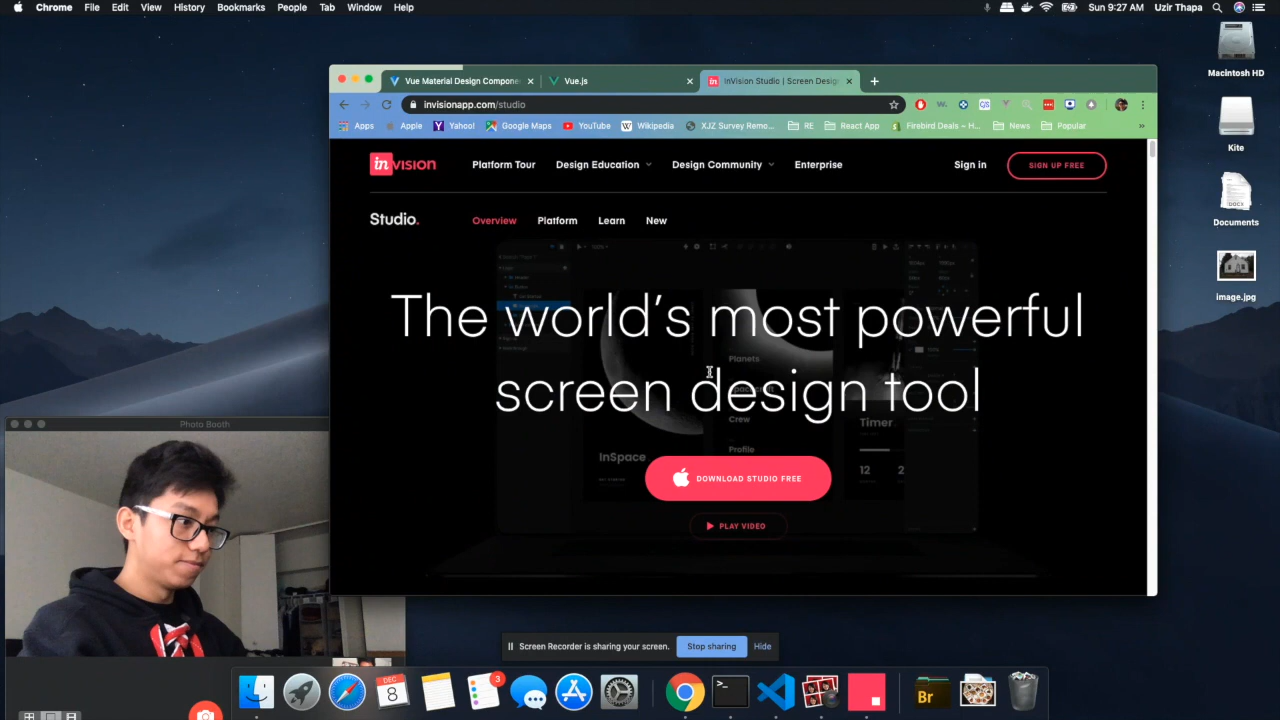 Chrome File Edit View History Bookmarks People Tab Window Help
Sun 9:27 AM Uzir Thapa
Macintosh HD
Kite
DOCX
Documents
image.jpg
Vue Material Design Compone
Vue.js
in InVision Studio | Screen Desig
invisionapp.com/studio
Apps Apple Yahoo! Google Maps YouTube Wikipedia XJZ Survey Remo... RE React App Firebird Deals ~ H... News Popular
inVISION Platform Tour Design Education Design Community Enterprise Sign in SIGN UP FREE
Studio. Overview Platform Learn New
The world's most powerful
screen design tool
Planets
Crew
Profile
InSpace
Timer
12 2
DOWNLOAD STUDIO FREE
PLAY VIDEO
Photo Booth
Screen Recorder is sharing your screen. Stop sharing Hide
DEC
8
3
>_
Br